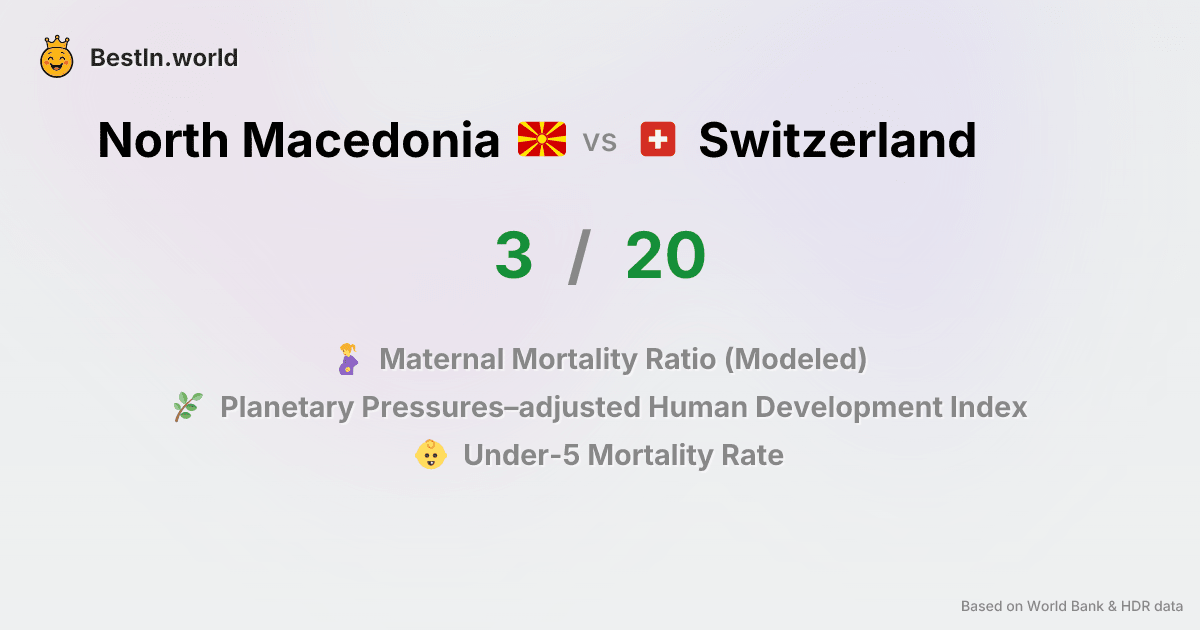 BestIn.world
North Macedonia vs Switzerland
3 / 20
Maternal Mortality Ratio (Modeled)
Planetary Pressures–adjusted Human Development Index
Under-5 Mortality Rate
Based on World Bank & HDR data